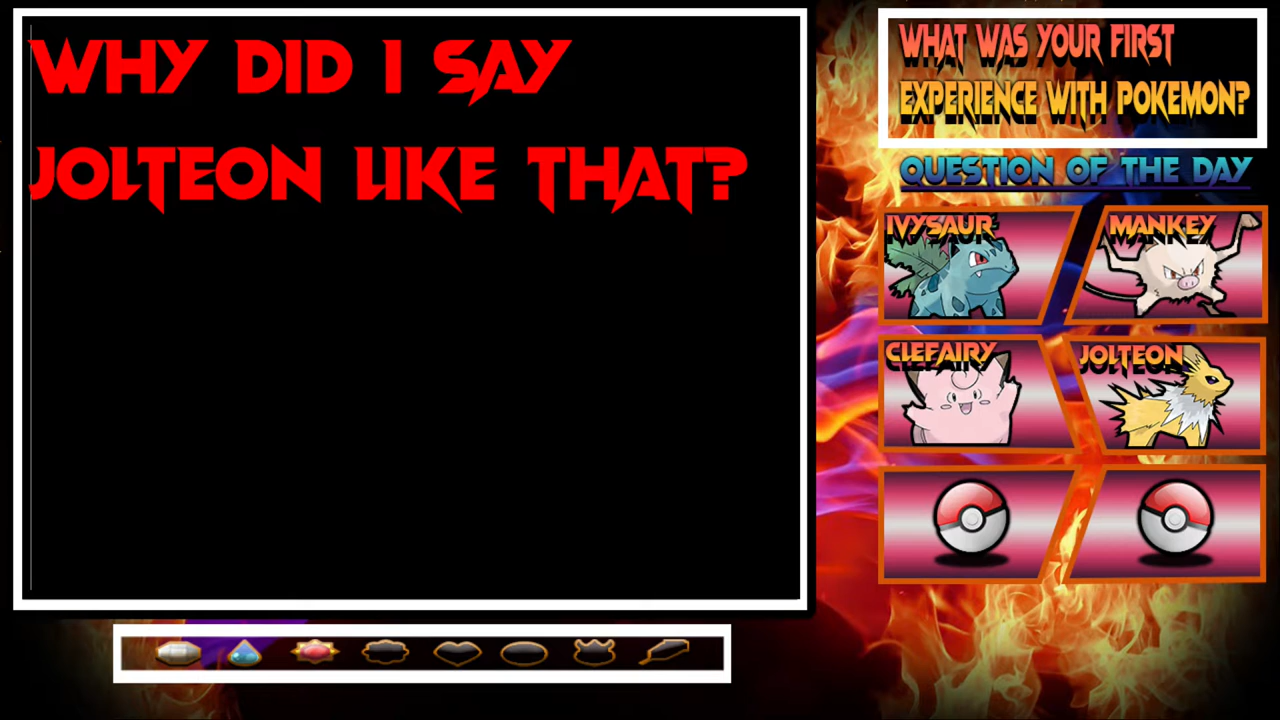 WHY DID I SAY
JOLTEON LIKE THAT?
WHAT WAS YOUR FIRST
EXPERIENCE WITH POKEMON?
QUESTION OF THE DAY
IVYSAUR
MANKEY
CLEFAIRY
JOLTEON